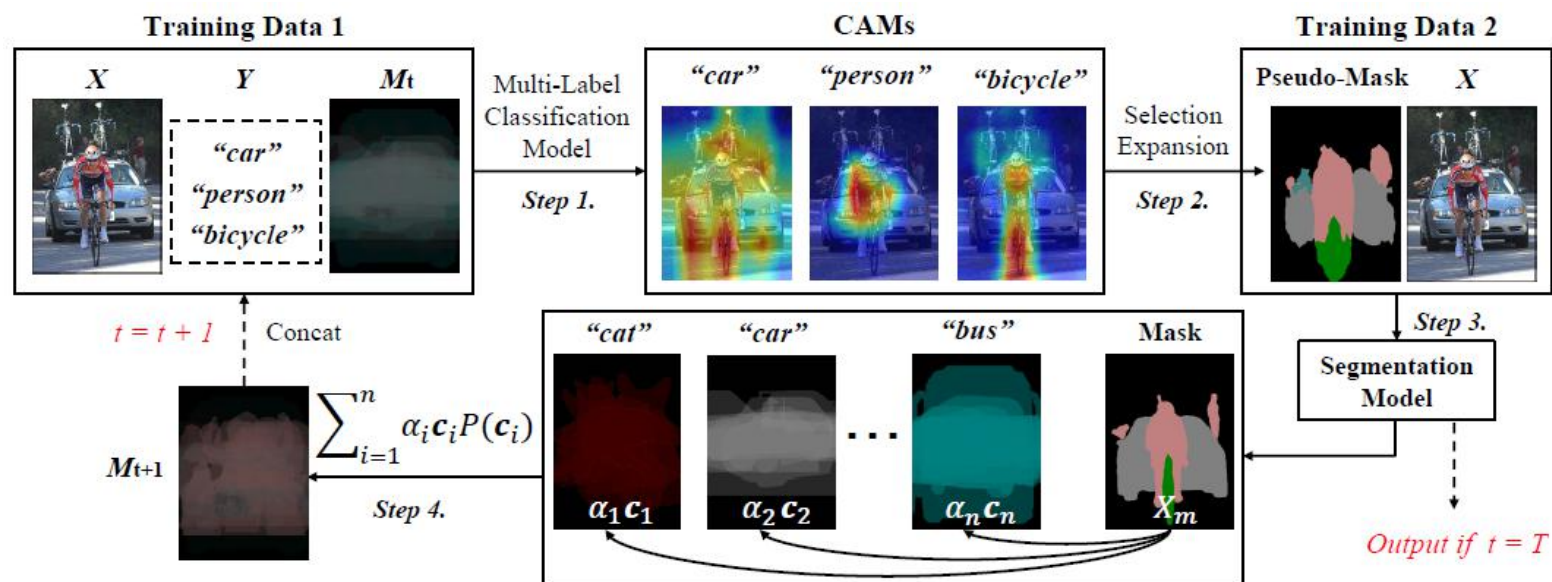 Training Data 1
CAMs
Training Data 2
X
Y
Mt
"car"
"person"
"bicycle"
Multi-Label
Classification
Model
Step 1.
"car"
"person"
"bicycle"
Selection
Expansion
Step 2.
Pseudo-Mask
X
t = t + 1
Concat
Step 3.
Segmentation
Model
Output if t = T
"cat"
"car"
"bus"
Mask
...
α₁c₁
α₂c₂
αₙcₙ
Xₘ
∑ⁿᵢ₌₁ αᵢcᵢP(cᵢ)
Step 4.
Mt+1